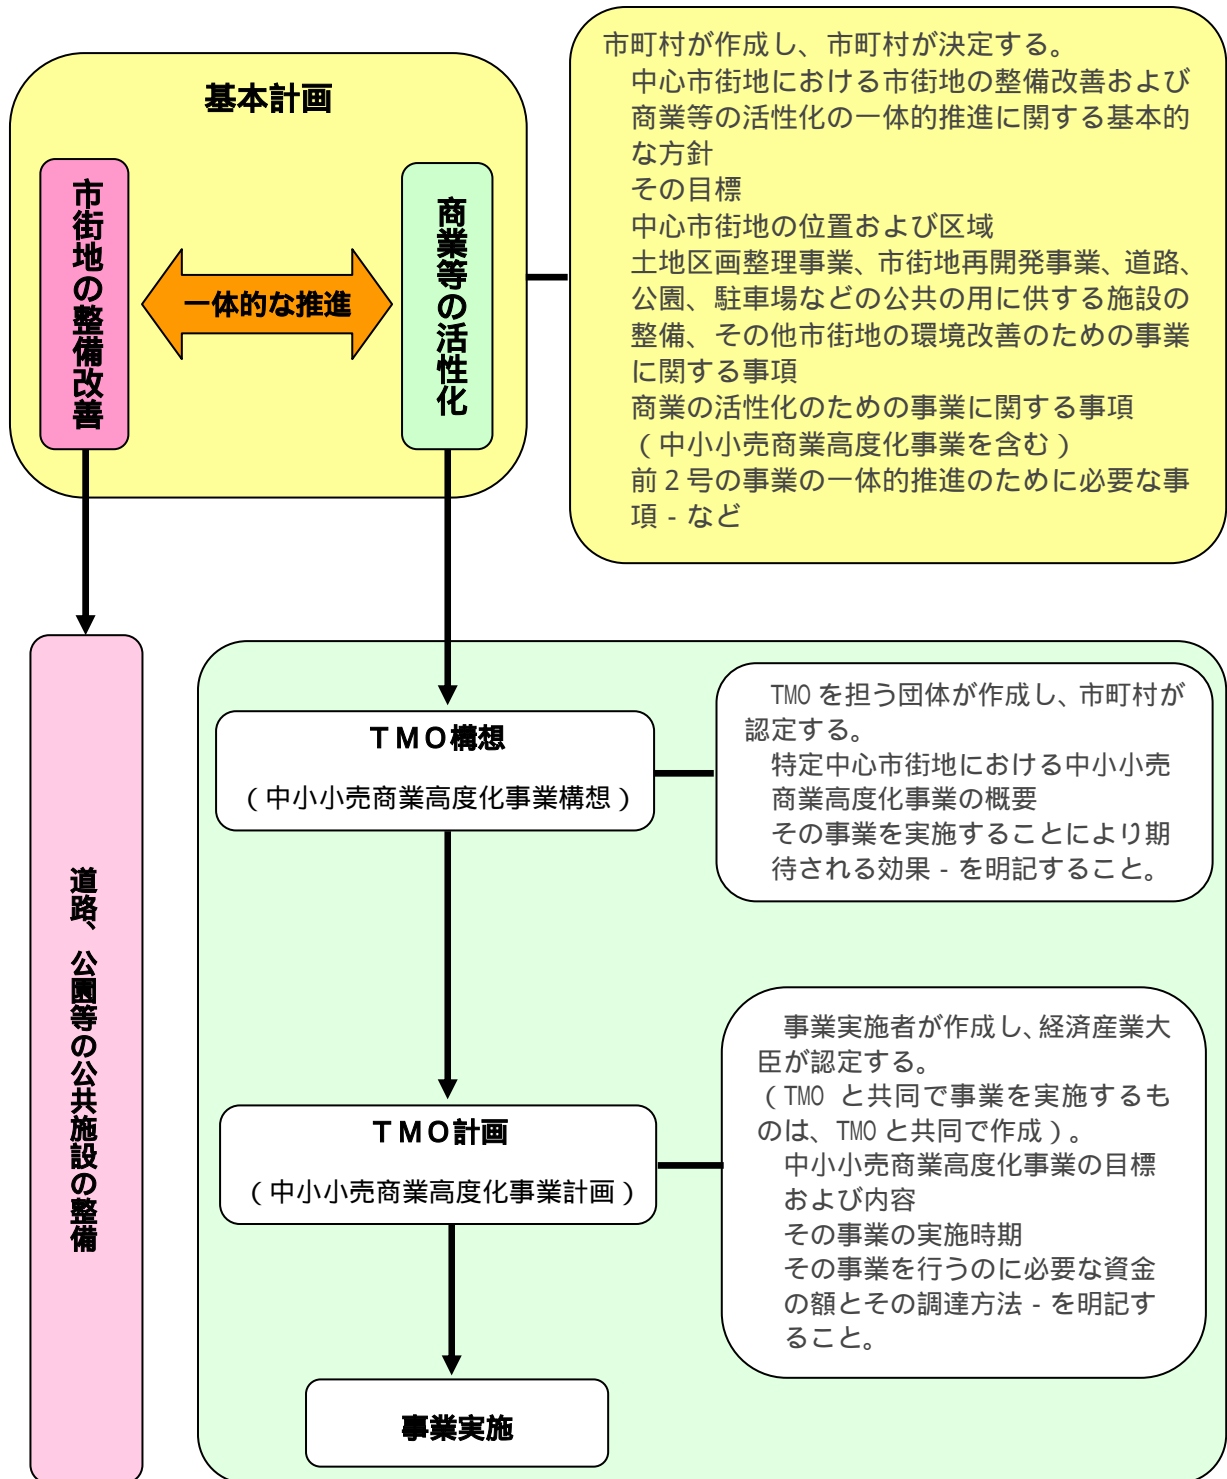 基本計画
市街地の整備改善
一体的な推進
商業等の活性化
市町村が作成し、市町村が決定する。
中心市街地における市街地の整備改善および
商業等の活性化の一体的推進に関する基本的
な方針
その目標
中心市街地の位置および区域
土地区画整理事業、市街地再開発事業、道路、
公園、駐車場などの公共の用に供する施設の
整備、その他市街地の環境改善のための事業
に関する事項
商業の活性化のための事業に関する事項
（中小小売商業高度化事業を含む）
前２号の事業の一体的推進のために必要な事
項 - など
道路、公園等の公共施設の整備
ＴＭＯ構想
（中小小売商業高度化事業構想）
TMO を担う団体が作成し、市町村が
認定する。
特定中心市街地における中小小売
商業高度化事業の概要
その事業を実施することにより期
待される効果 - を明記すること。
ＴＭＯ計画
（中小小売商業高度化事業計画）
事業実施者が作成し、経済産業大
臣が認定する。
（TMO と共同で事業を実施するも
のは、TMO と共同で作成）。
中小小売商業高度化事業の目標
および内容
その事業の実施時期
その事業を行うのに必要な資金
の額とその調達方法 - を明記す
ること。
事業実施